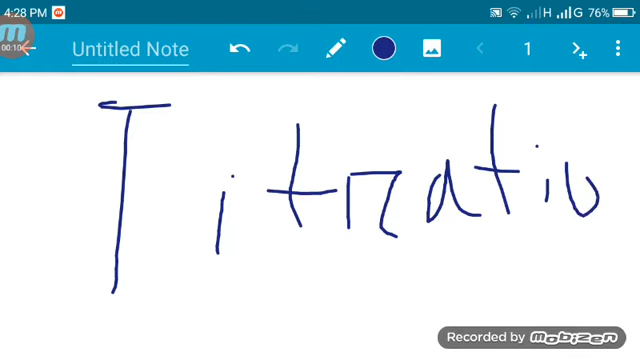 4:28 PM H G 76%
00:10 Untitled Note 1
Titratio
Recorded by mobizen